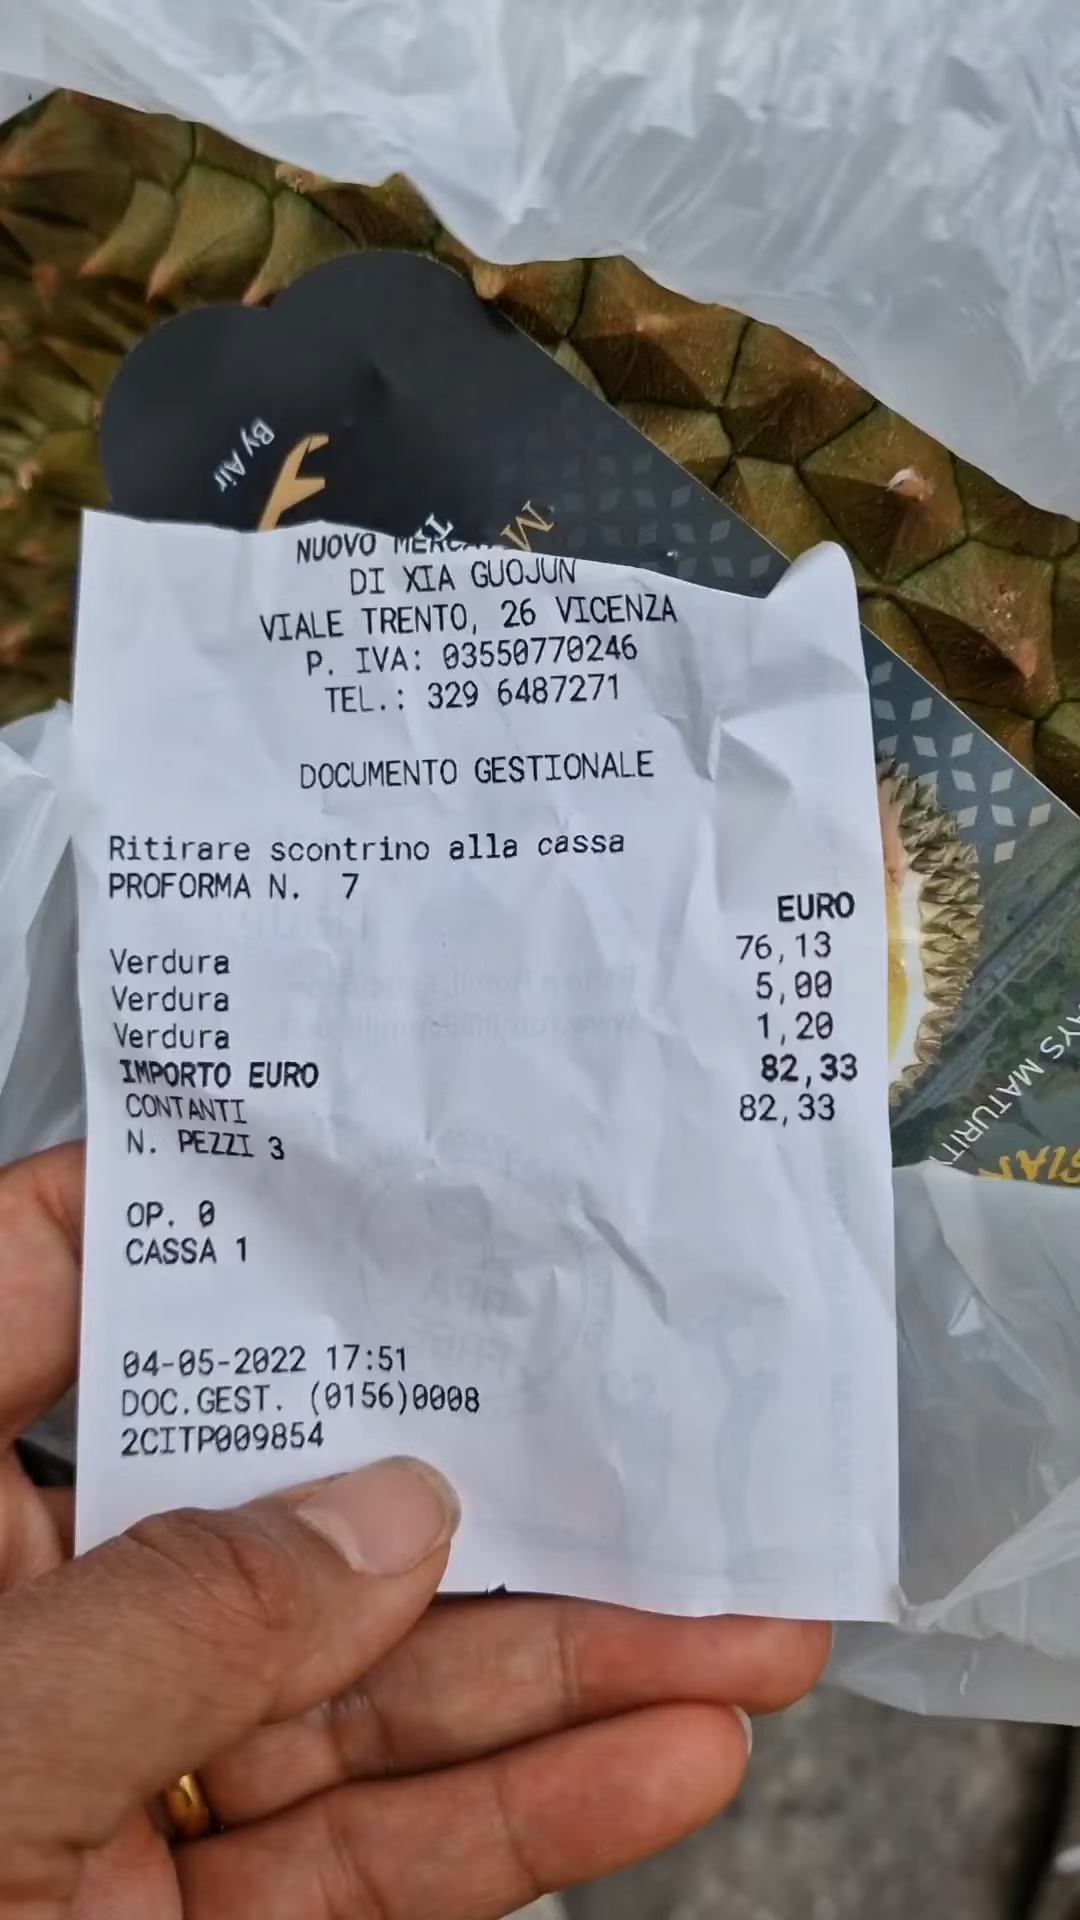 By Air
NUOVO
DI XIA GUOJUN
VIALE TRENTO, 26 VICENZA
P. IVA: 03550770246
TEL.: 329 6487271
DOCUMENTO GESTIONALE
Ritirare scontrino alla cassa
PROFORMA N. 7
EURO
Verdura 76,13
Verdura 5,00
Verdura 1,20
IMPORTO EURO 82,33
CONTANTI 82,33
N. PEZZI 3
OP. 0
CASSA 1
04-05-2022 17:51
DOC.GEST. (0156)0008
2CITP009854
MATURITY